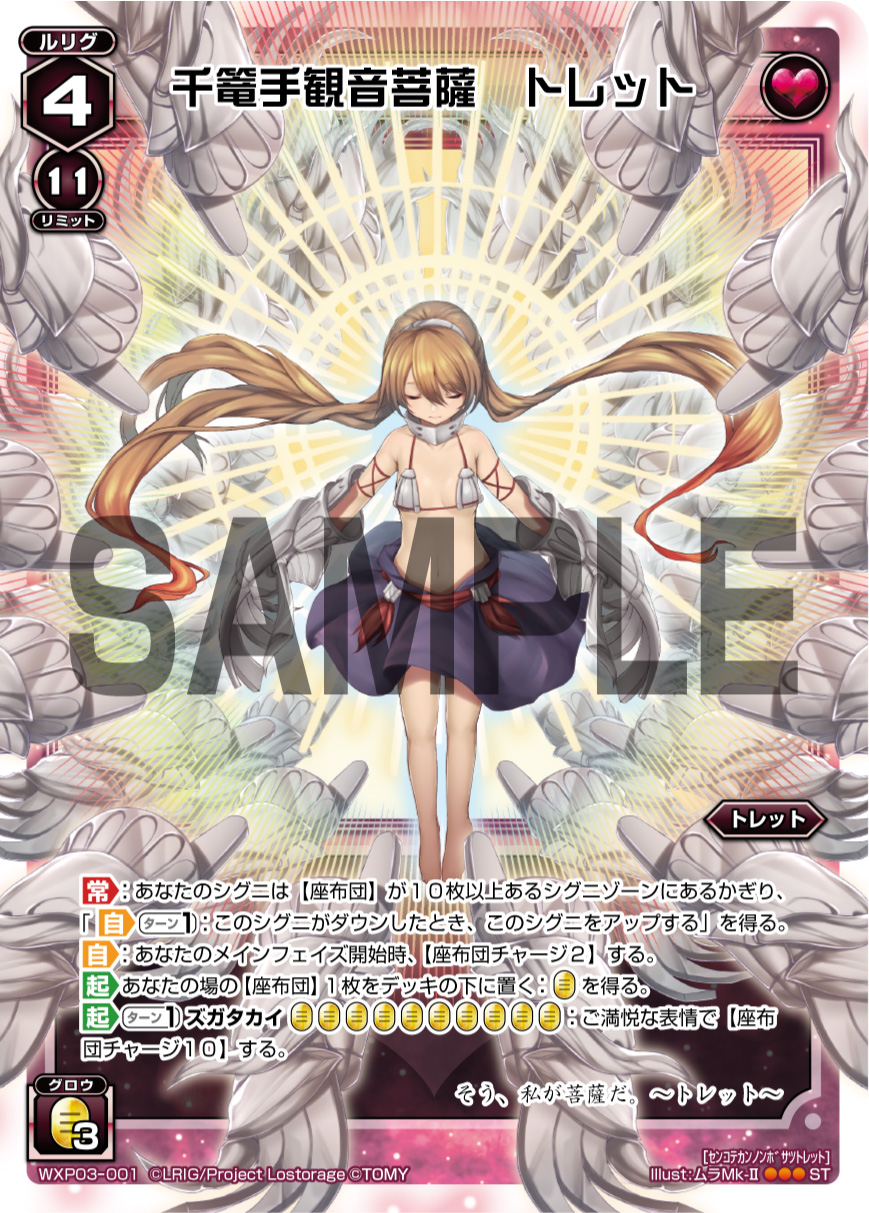 ルリグ
4
千篭手観音菩薩　トレット
11
リミット
SAMPLE
トレット
常：あなたのシグニは【座布団】が１０枚以上あるシグニゾーンにあるかぎり、
「自ターン1：このシグニがダウンしたとき、このシグニをアップする」を得る。
自：あなたのメインフェイズ開始時、【座布団チャージ２】する。
起あなたの場の【座布団】１枚をデッキの下に置く：を得る。
起ターン1ズガタカイ：ご満悦な表情で【座布
団チャージ１０】する。
そう、私が菩薩だ。～トレット～
グロウ
3
[センコテカンノンボサツトレット]
WXP03-001 ©LRIG/Project Lostorage ©TOMY
Illust:ムラMk-II ST